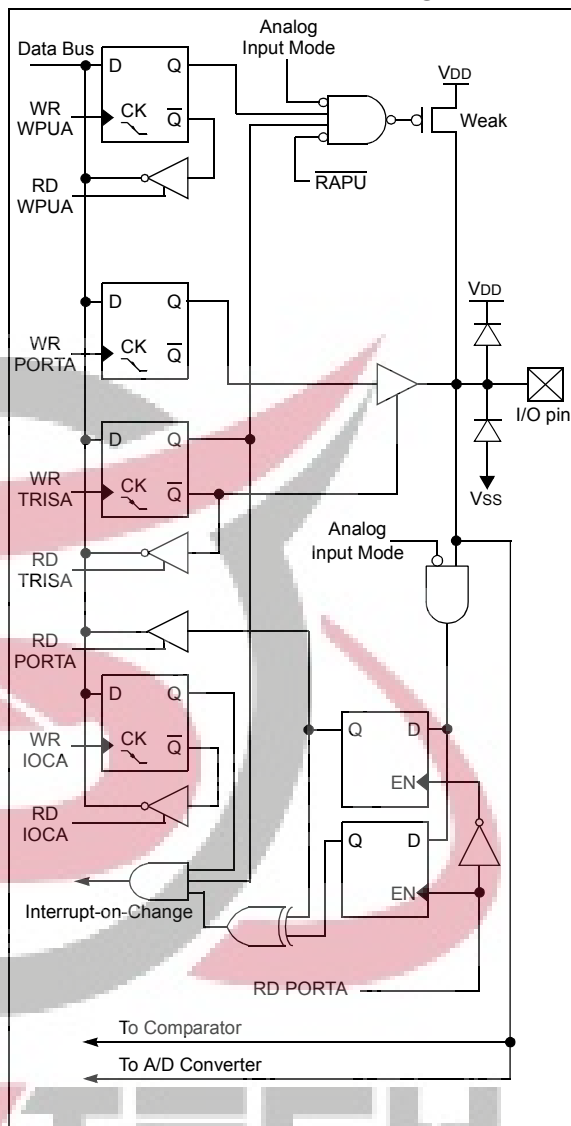 Analog
Input Mode
Data Bus
D Q
VDD
WR
WPUA
CK Q
Weak
RD
WPUA
RAPU
D Q
VDD
WR
PORTA
CK Q
I/O pin
D Q
WR
TRISA
CK Q
VSS
Analog
Input Mode
RD
TRISA
RD
PORTA
D Q
Q D
WR
IOCA
CK Q
EN
RD
IOCA
Q D
EN
Interrupt-on-Change
RD PORTA
To Comparator
To A/D Converter